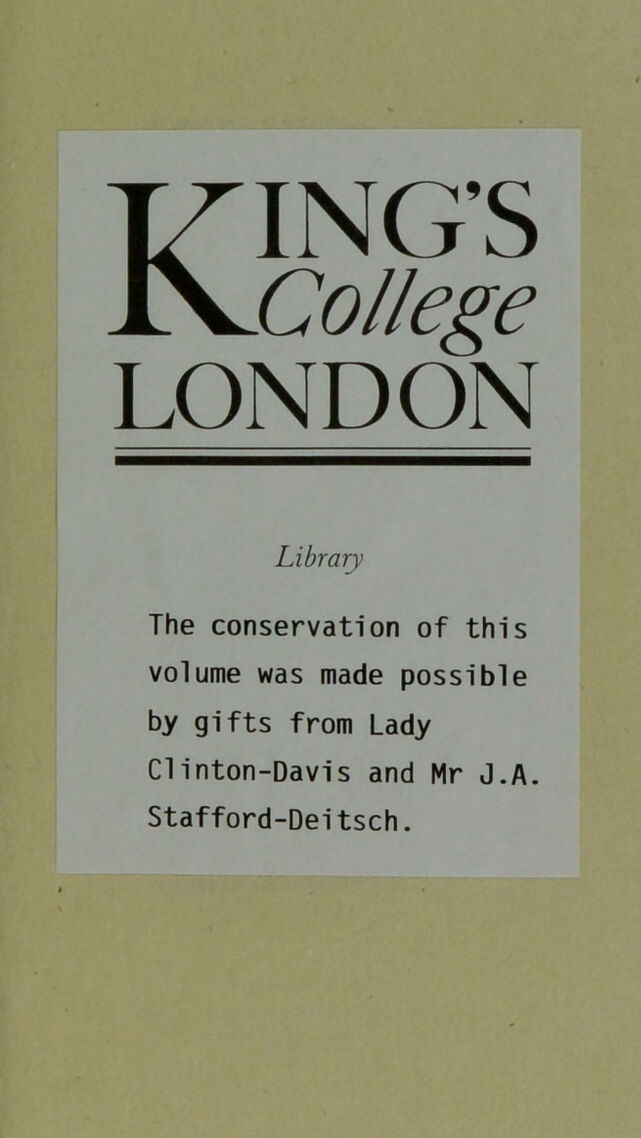 KING'S
College
LONDON
Library
The conservation of this
volume was made possible
by gifts from Lady
Clinton-Davis and Mr J.A.
Stafford-Deitsch.